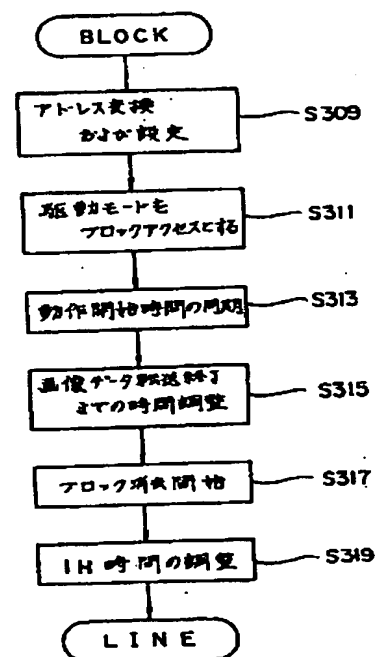 BLOCK
アドレス変換
および設定
S309
駆動モードを
ブロックアクセスにする
S311
動作開始時間の同期
S313
画像データ転送終了
までの時間調整
S315
ブロック消去開始
S317
1H時間の調整
S319
LINE